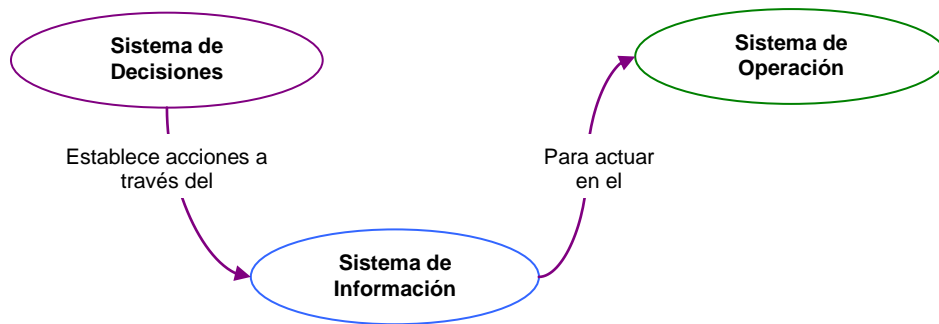 Sistema de
Decisiones
Establece acciones a
través del
Sistema de
Información
Para actuar
en el
Sistema de
Operación